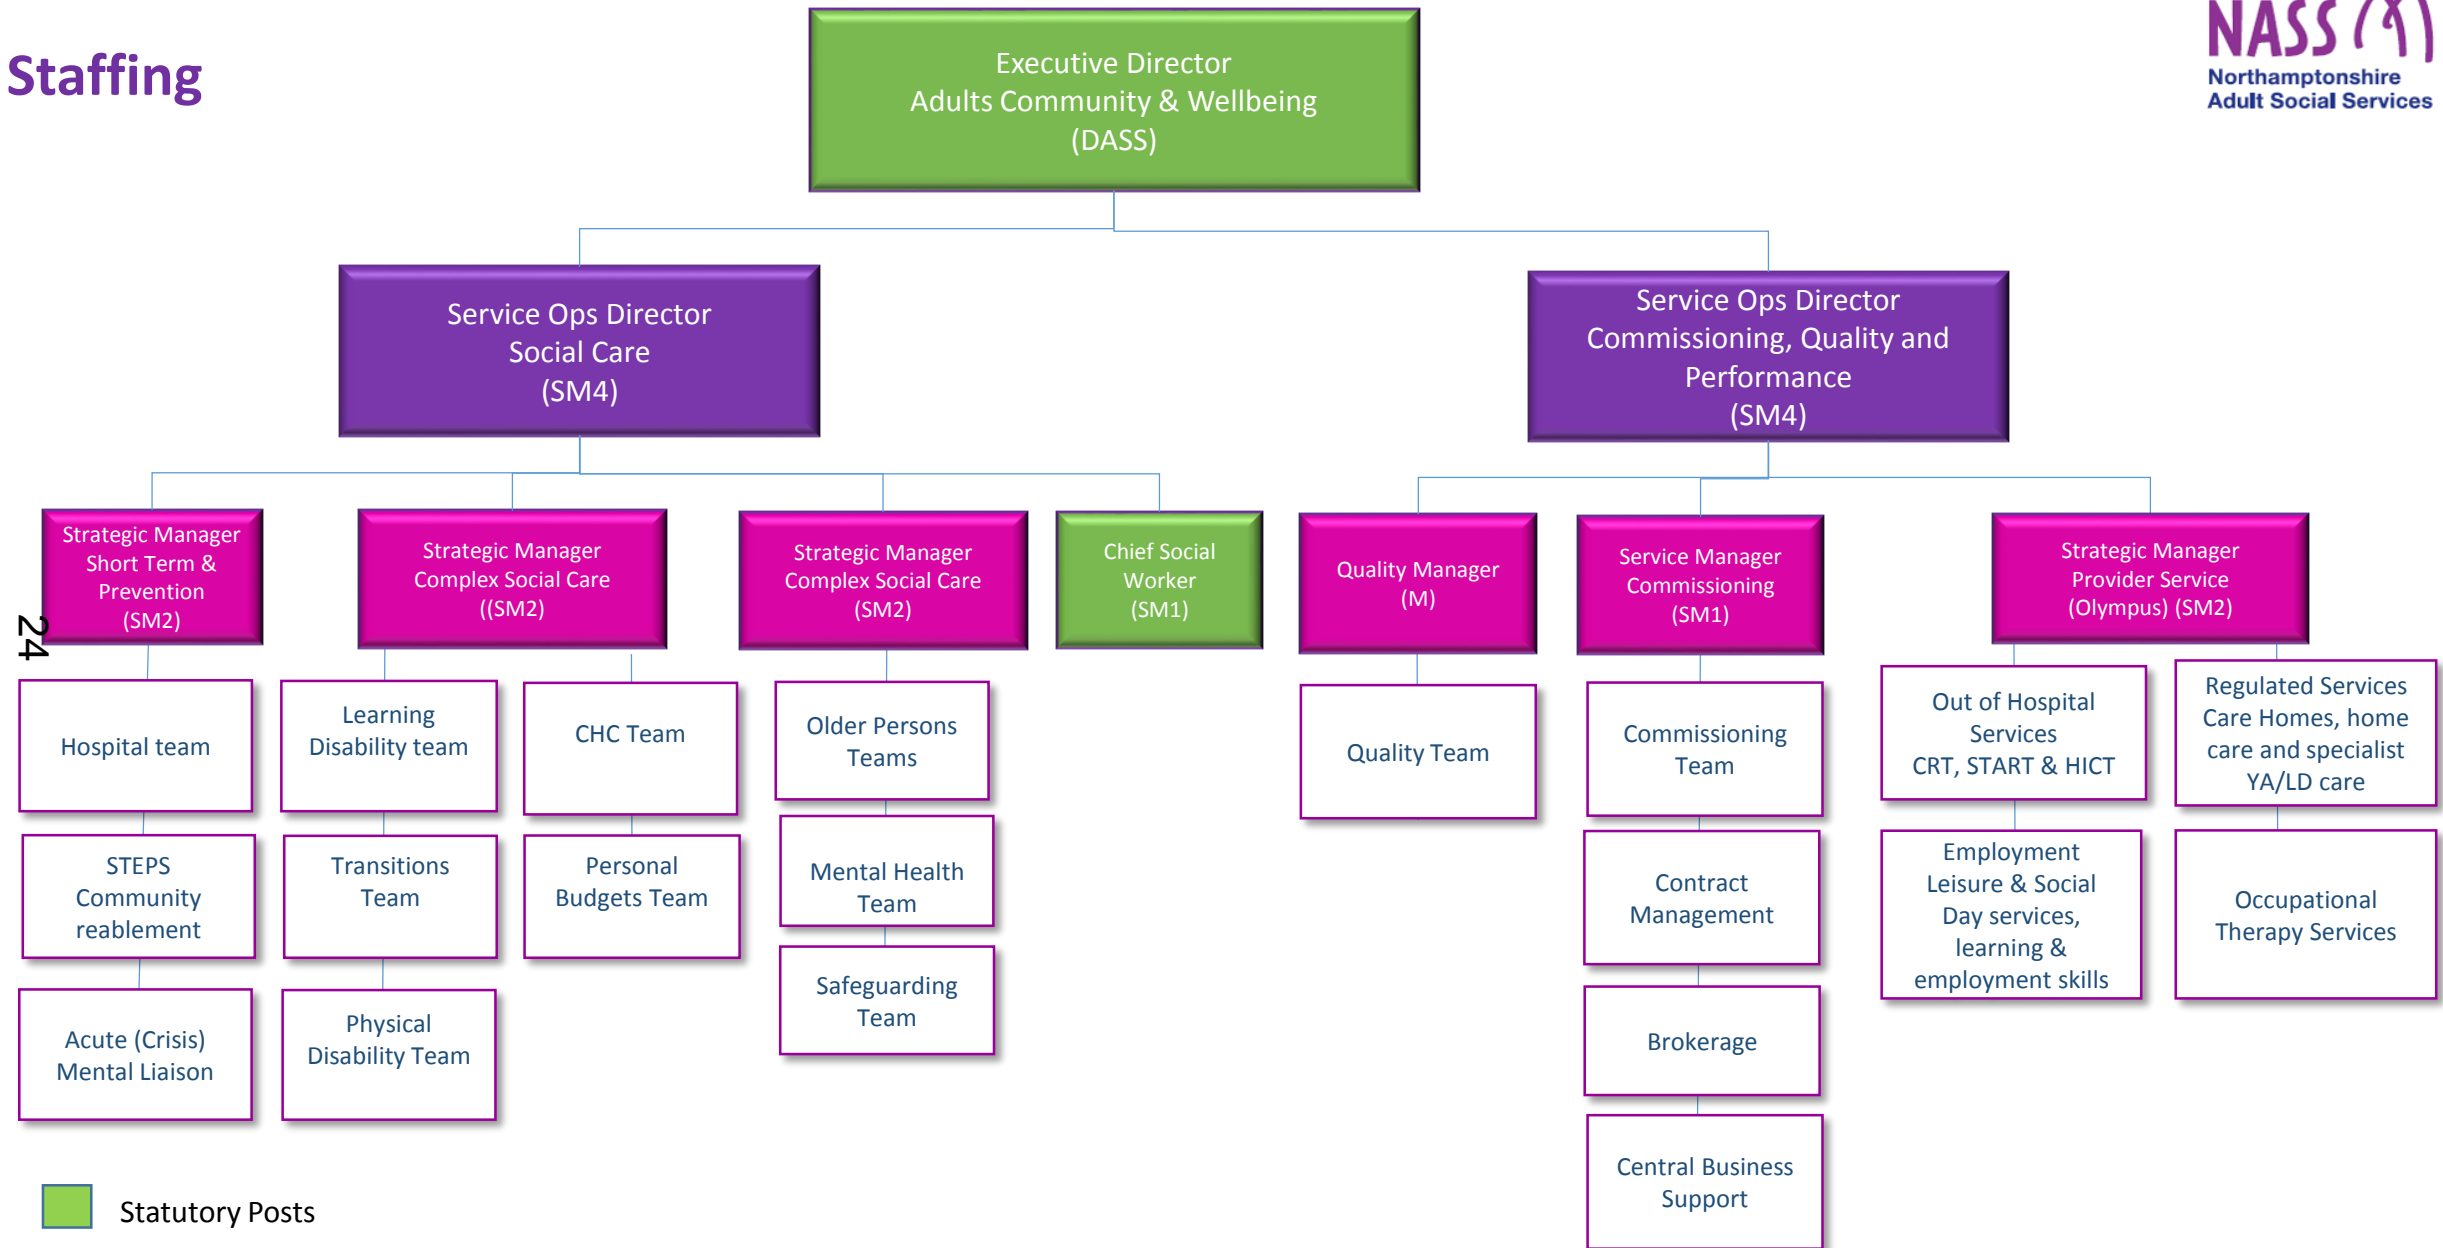 Staffing
NASS
Northamptonshire
Adult Social Services
Executive Director
Adults Community & Wellbeing
(DASS)
Service Ops Director
Social Care
(SM4)
Service Ops Director
Commissioning, Quality and
Performance
(SM4)
Strategic Manager
Short Term &
Prevention
(SM2)
Strategic Manager
Complex Social Care
((SM2)
Strategic Manager
Complex Social Care
(SM2)
Chief Social
Worker
(SM1)
Quality Manager
(M)
Service Manager
Commissioning
(SM1)
Strategic Manager
Provider Service
(Olympus) (SM2)
24
Hospital team
STEPS
Community
reablement
Acute (Crisis)
Mental Liaison
Learning
Disability team
Transitions
Team
Physical
Disability Team
CHC Team
Personal
Budgets Team
Older Persons
Teams
Mental Health
Team
Safeguarding
Team
Quality Team
Commissioning
Team
Contract
Management
Brokerage
Central Business
Support
Out of Hospital
Services
CRT, START & HICT
Employment
Leisure & Social
Day services,
learning &
employment skills
Regulated Services
Care Homes, home
care and specialist
YA/LD care
Occupational
Therapy Services
Statutory Posts